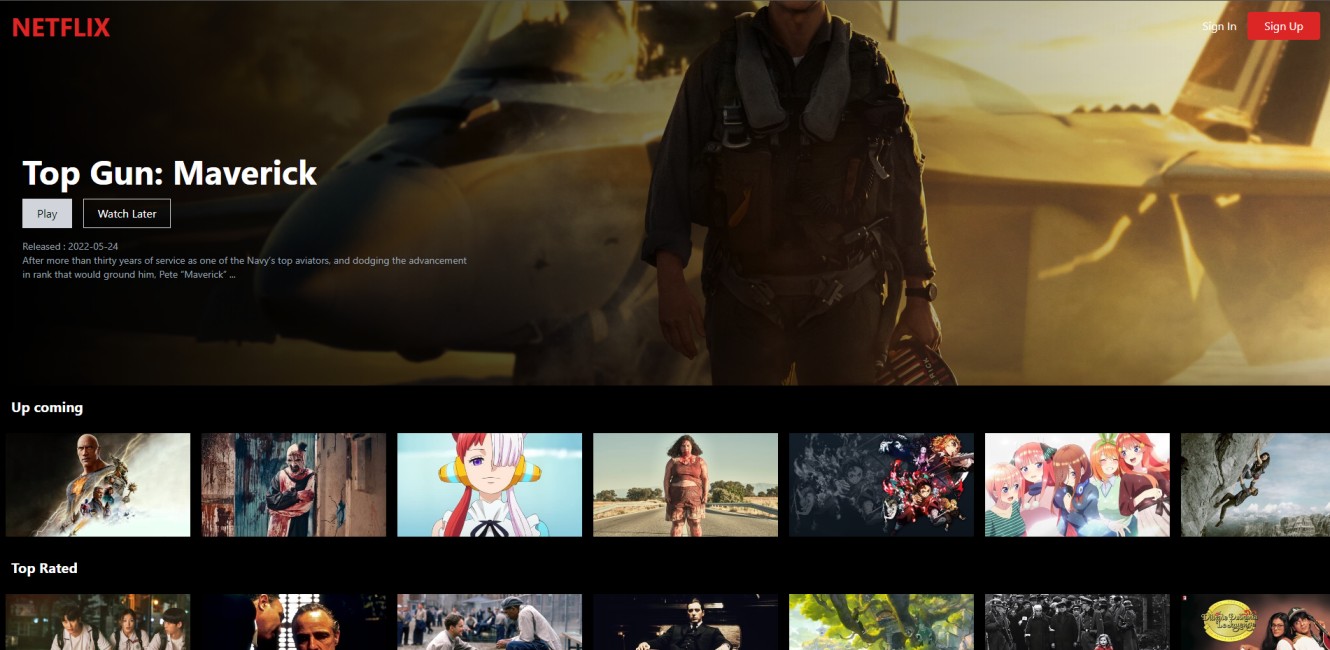 NETFLIX
Sign In
Sign Up
Top Gun: Maverick
Play
Watch Later
Released : 2022-05-24
After more than thirty years of service as one of the Navy's top aviators, and dodging the advancement
in rank that would ground him, Pete "Maverick" ...
Up coming
Top Rated